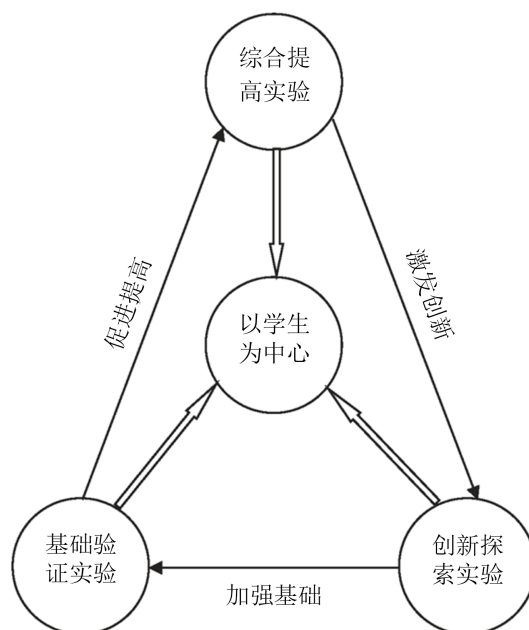 综合提
高实验
促进提高
激发创新
以学生
为中心
基础验
证实验
创新探
索实验
加强基础